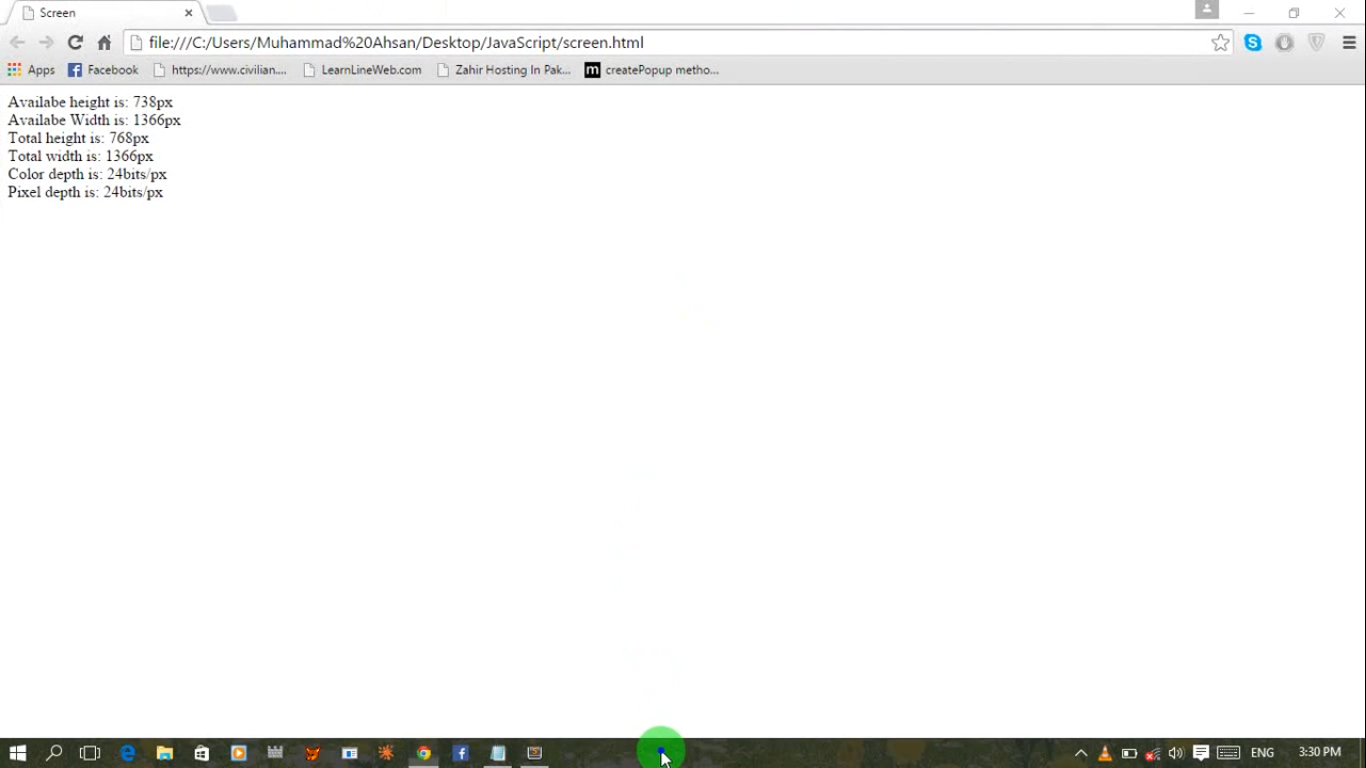 Screen
file:///C:/Users/Muhammad%20Ahsan/Desktop/JavaScript/screen.html
Apps Facebook https://www.civilian.... LearnLineWeb.com Zahir Hosting In Pak... m createPopup metho...
Availabe height is: 738px
Availabe Width is: 1366px
Total height is: 768px
Total width is: 1366px
Color depth is: 24bits/px
Pixel depth is: 24bits/px
ENG 3:30 PM